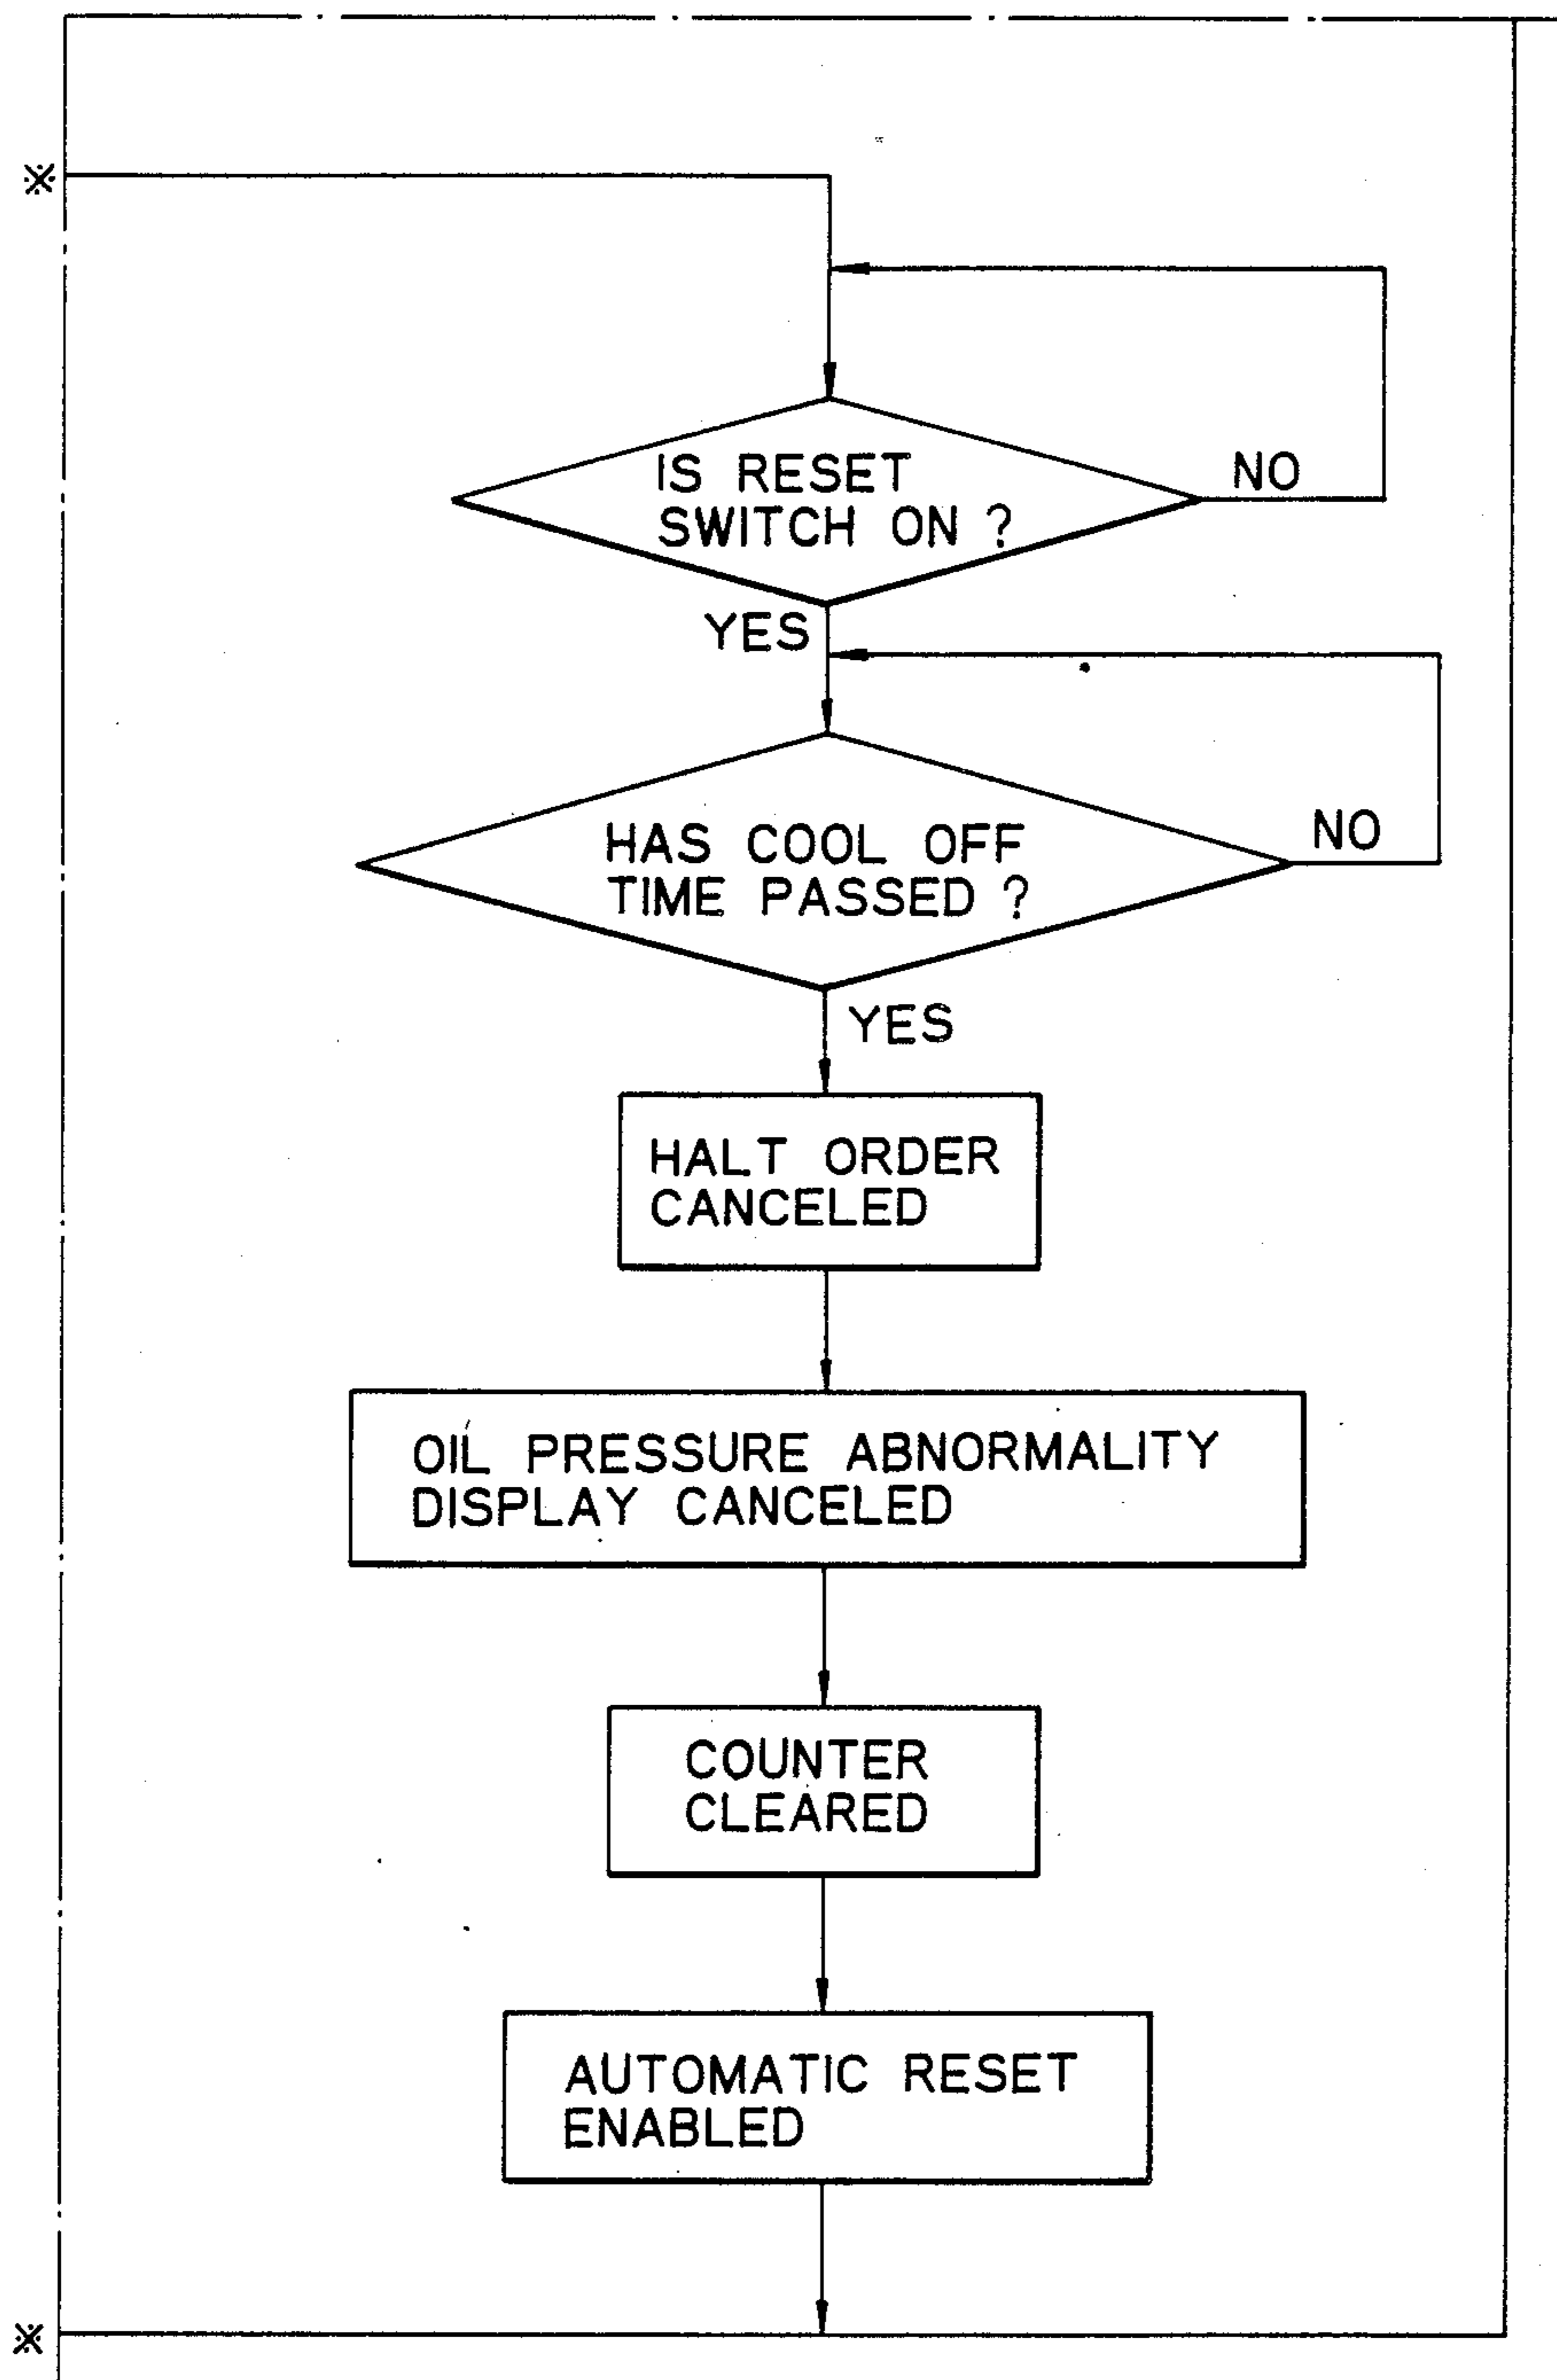 ※
IS RESET
SWITCH ON ?
NO
YES
HAS COOL OFF
TIME PASSED ?
NO
YES
HALT ORDER
CANCELED
OIL PRESSURE ABNORMALITY
DISPLAY CANCELED
COUNTER
CLEARED
AUTOMATIC RESET
ENABLED
※